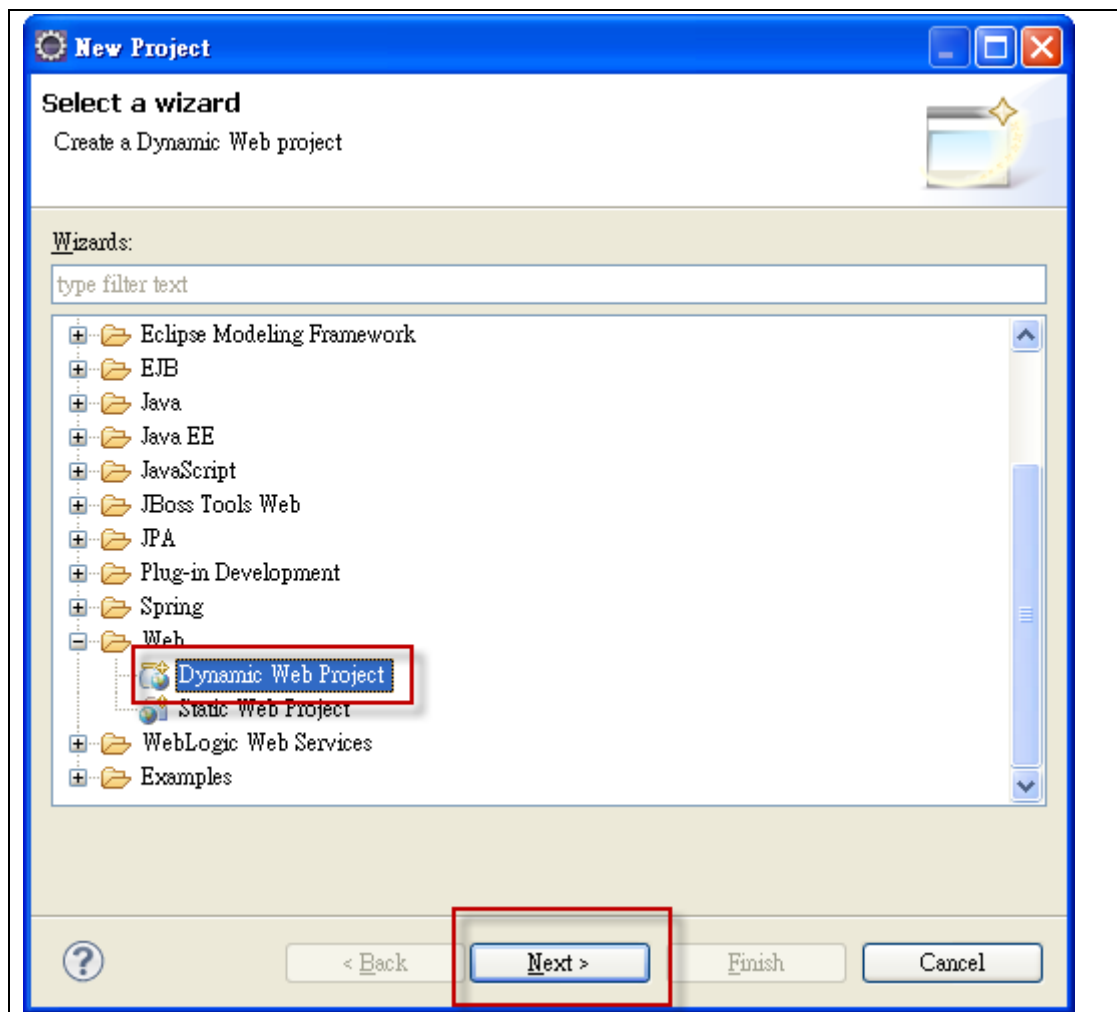 New Project
Select a wizard
Create a Dynamic Web project
Wizards:
type filter text
Eclipse Modeling Framework
EJB
Java
Java EE
JavaScript
JBoss Tools Web
JPA
Plug-in Development
Spring
Web
Dynamic Web Project
Static Web Project
WebLogic Web Services
Examples
? < Back Next > Finish Cancel